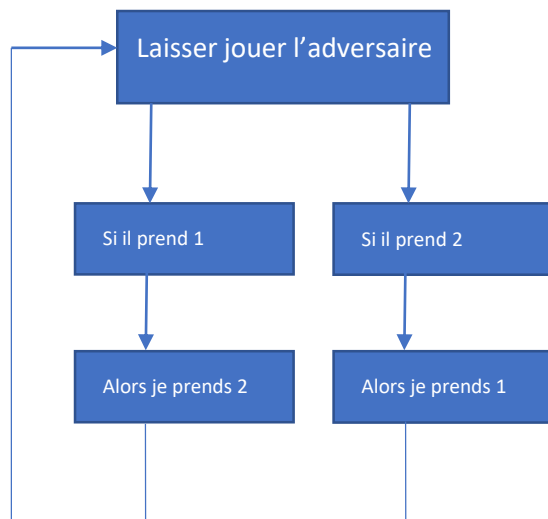 Laisser jouer l’adversaire
Si il prend 1
Si il prend 2
Alors je prends 2
Alors je prends 1